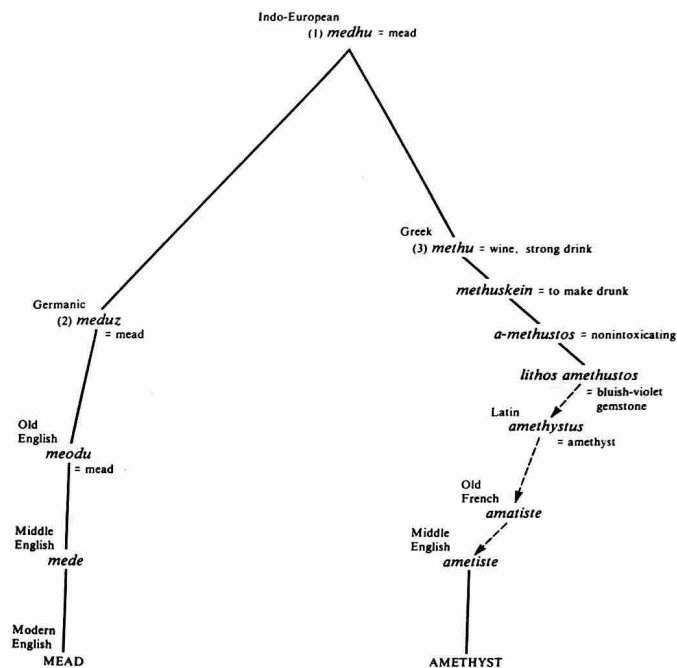 Indo-European
(1) medhu = mead
Greek
(3) methu = wine, strong drink
methuskein = to make drunk
Germanic
(2) meduz
= mead
a-methustos = nonintoxicating
lithos amethustos
= bluish-violet
gemstone
Latin
amethystus
= amethyst
Old
English
meodu
= mead
Old
French
amatiste
Middle
English
mede
Middle
English
ametiste
Modern
English
MEAD
AMETHYST